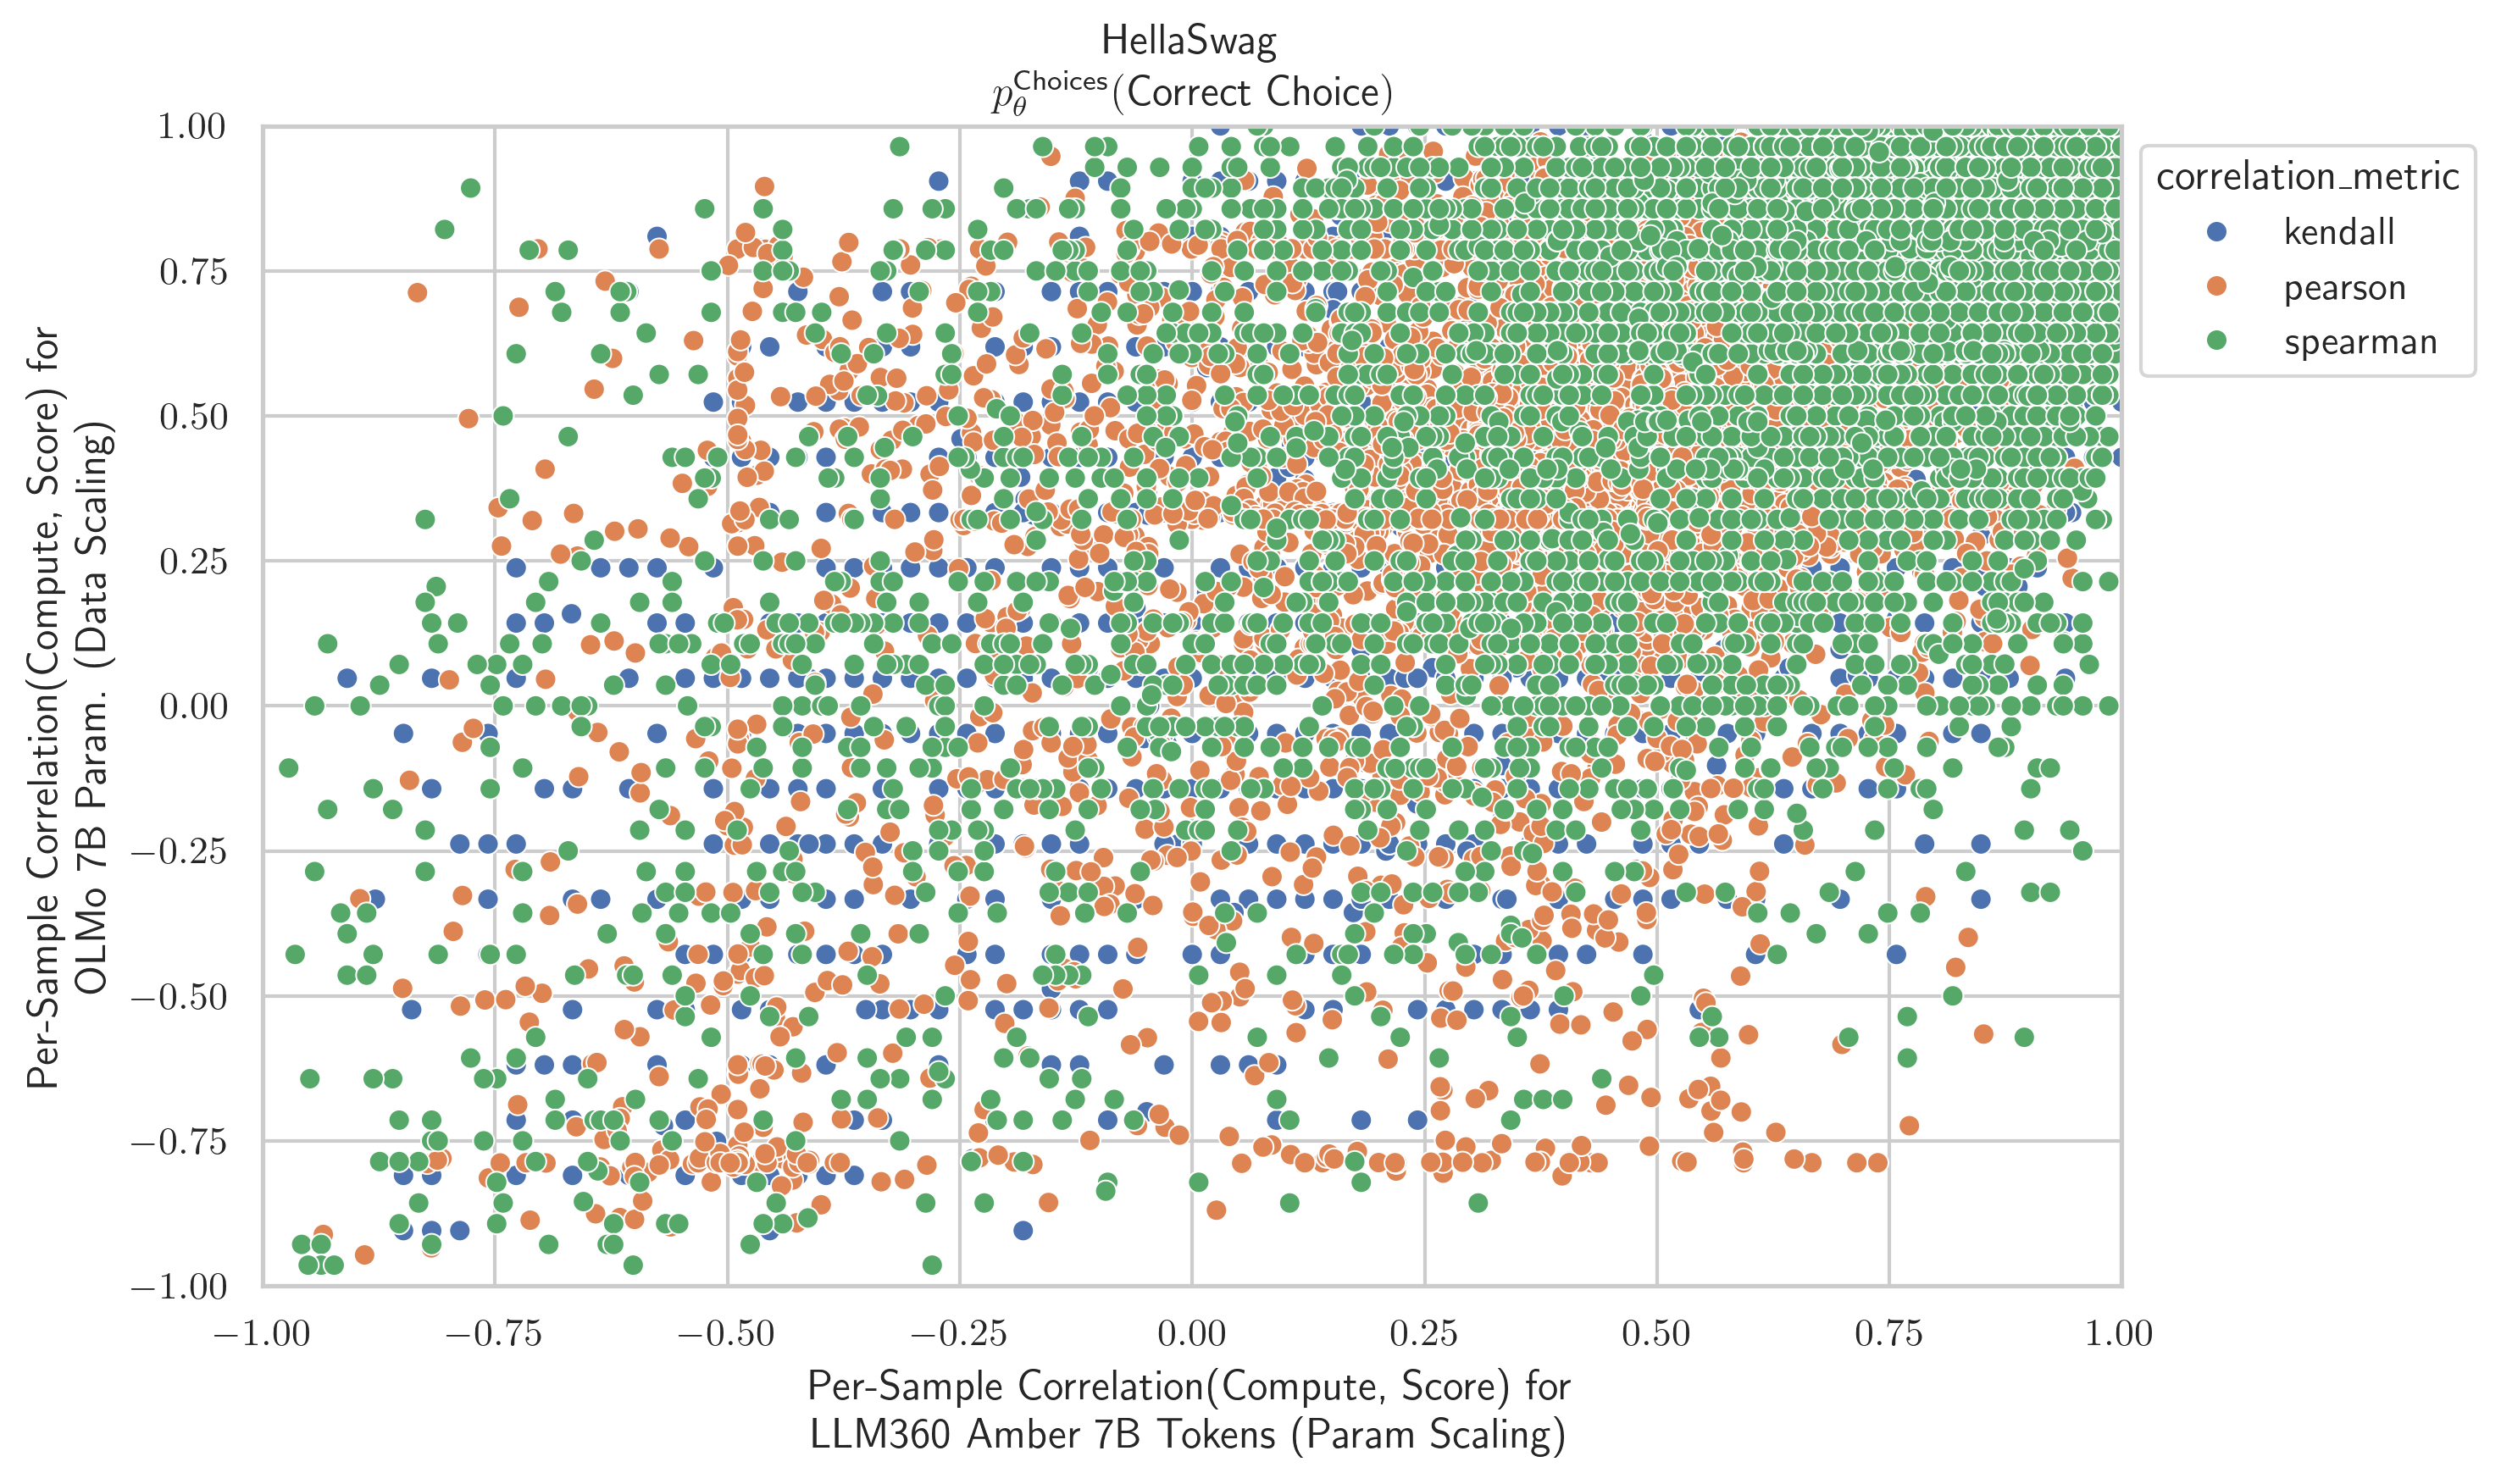 HellaSwag
p_θ^Choices(Correct Choice)
1.00
0.75
0.50
0.25
0.00
−0.25
−0.50
−0.75
−1.00
Per-Sample Correlation(Compute, Score) for
OLMo 7B Param. (Data Scaling)
−1.00 −0.75 −0.50 −0.25 0.00 0.25 0.50 0.75 1.00
Per-Sample Correlation(Compute, Score) for
LLM360 Amber 7B Tokens (Param Scaling)
correlation_metric
kendall
pearson
spearman